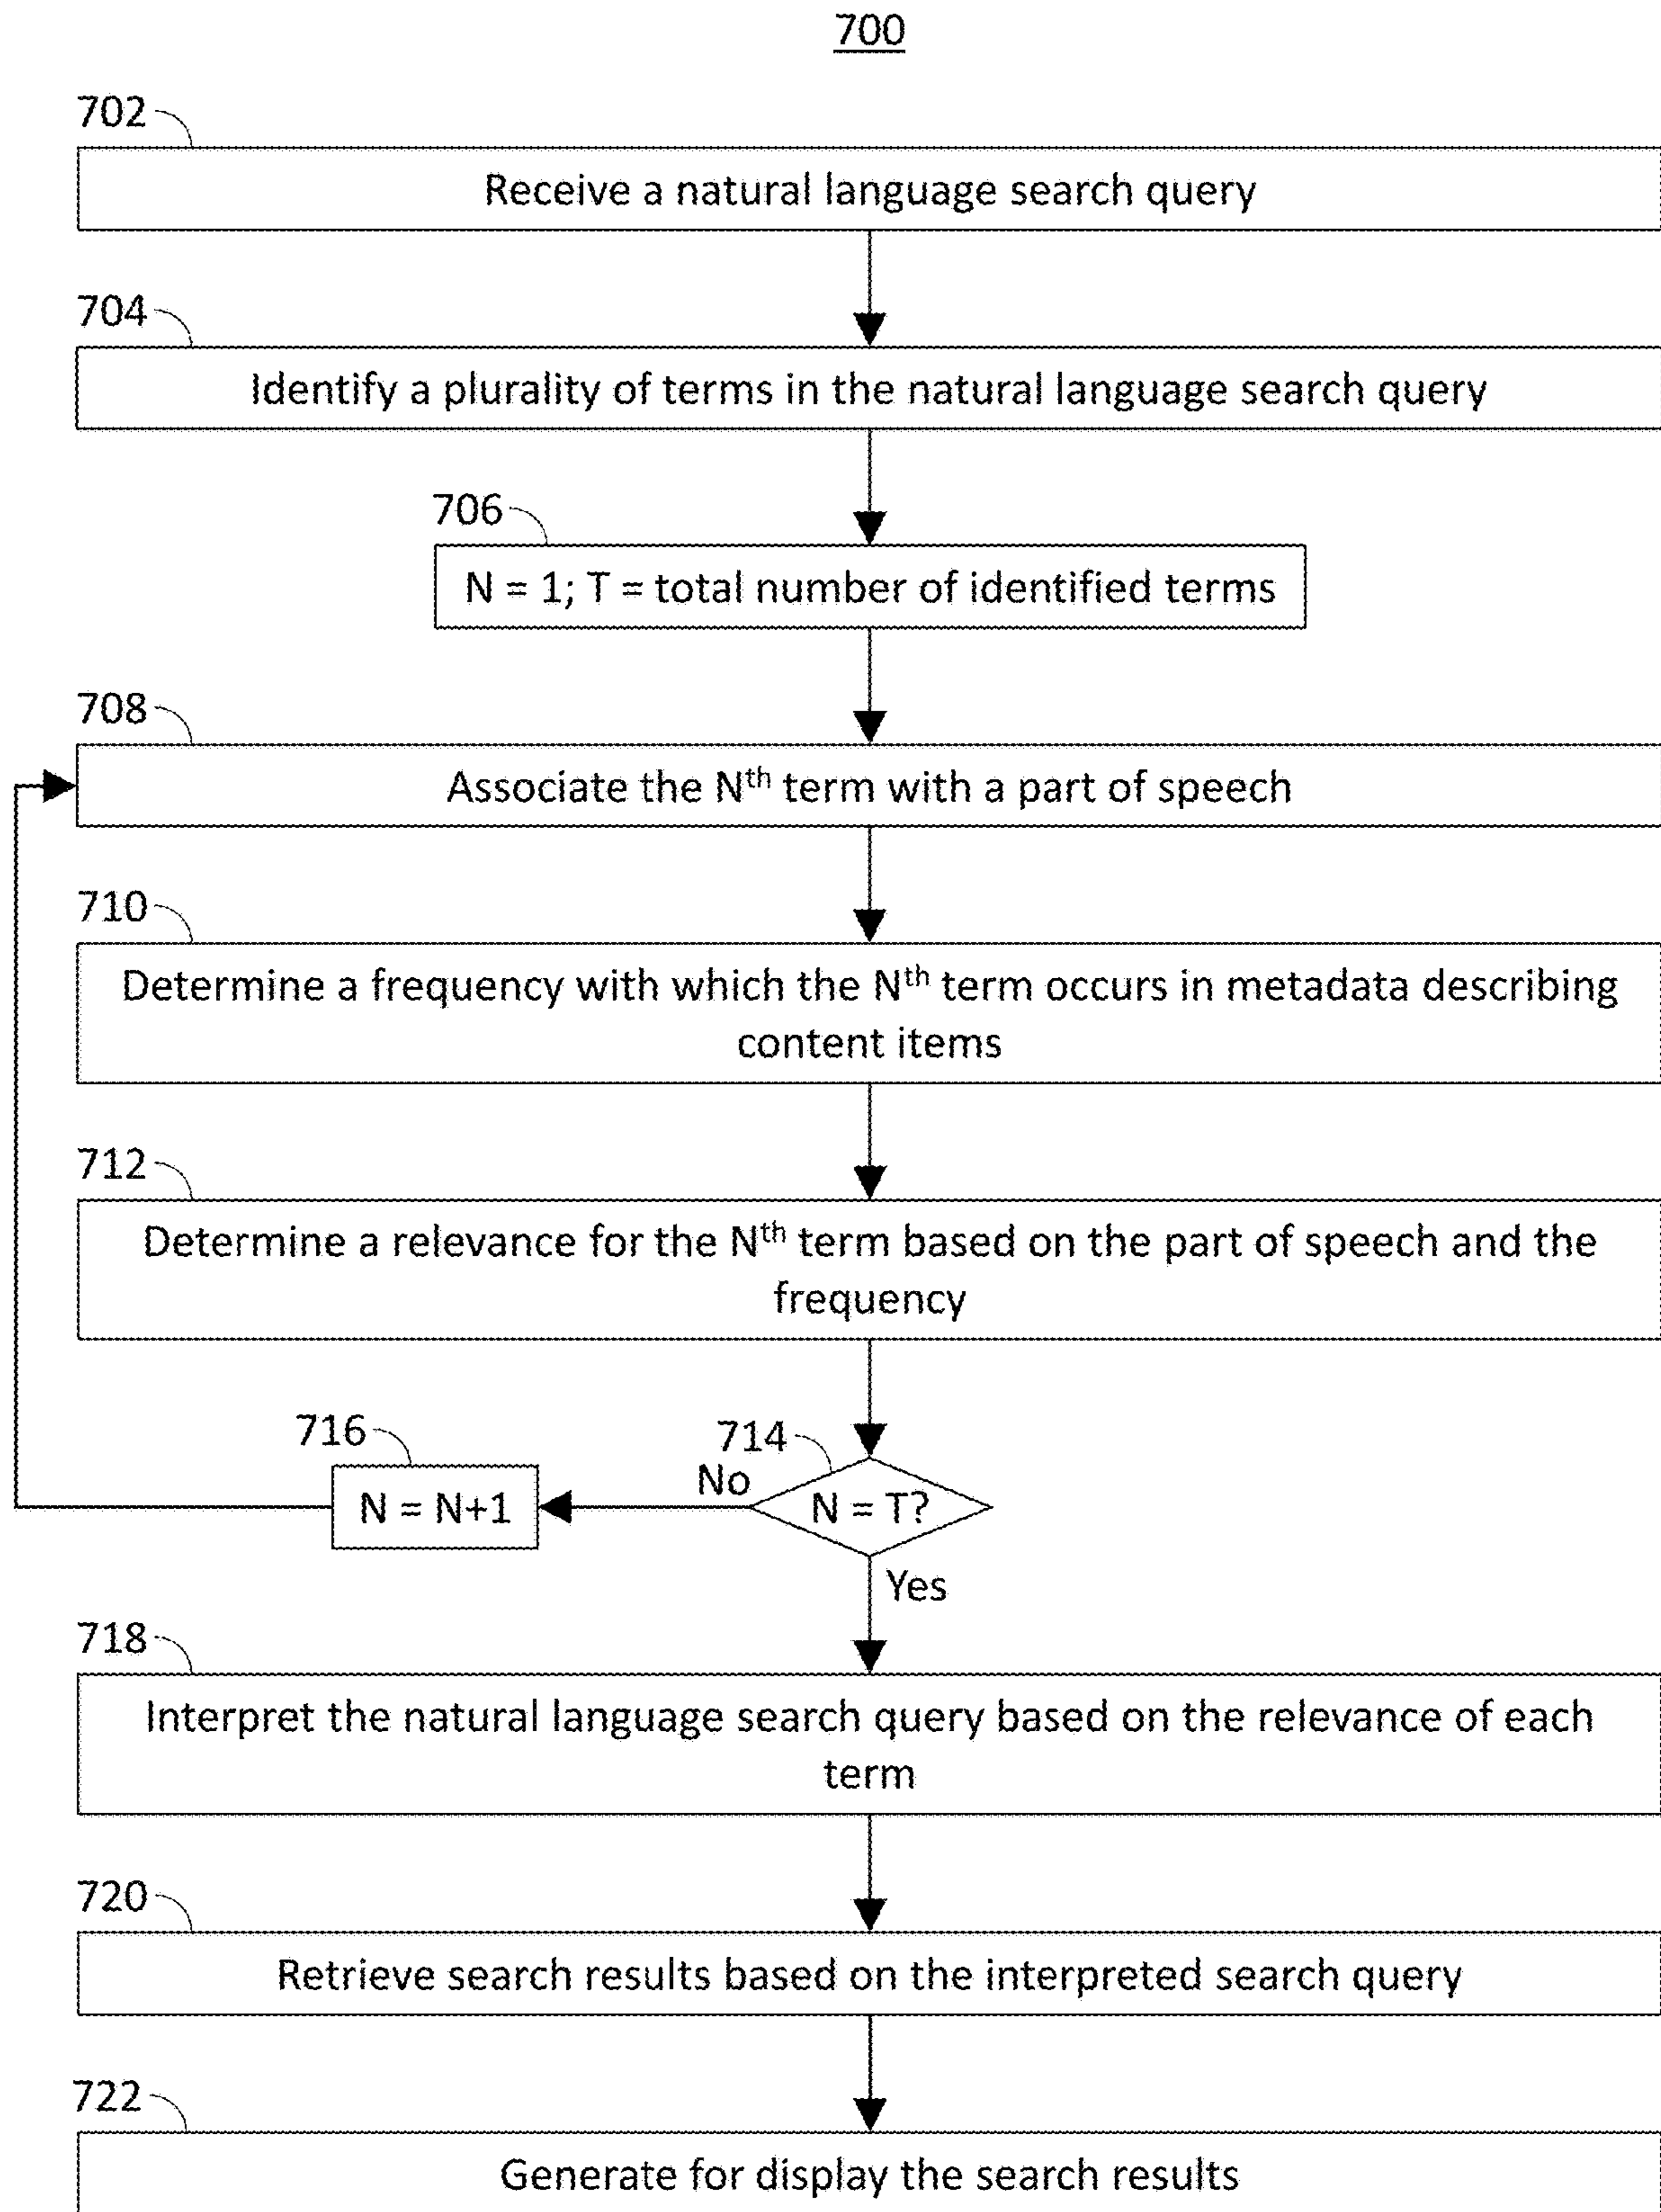 700
702
Receive a natural language search query
704
Identify a plurality of terms in the natural language search query
706
N = 1; T = total number of identified terms
708
Associate the Nth term with a part of speech
710
Determine a frequency with which the Nth term occurs in metadata describing
content items
712
Determine a relevance for the Nth term based on the part of speech and the
frequency
716
714
No
N = N+1
N = T?
Yes
718
Interpret the natural language search query based on the relevance of each
term
720
Retrieve search results based on the interpreted search query
722
Generate for display the search results